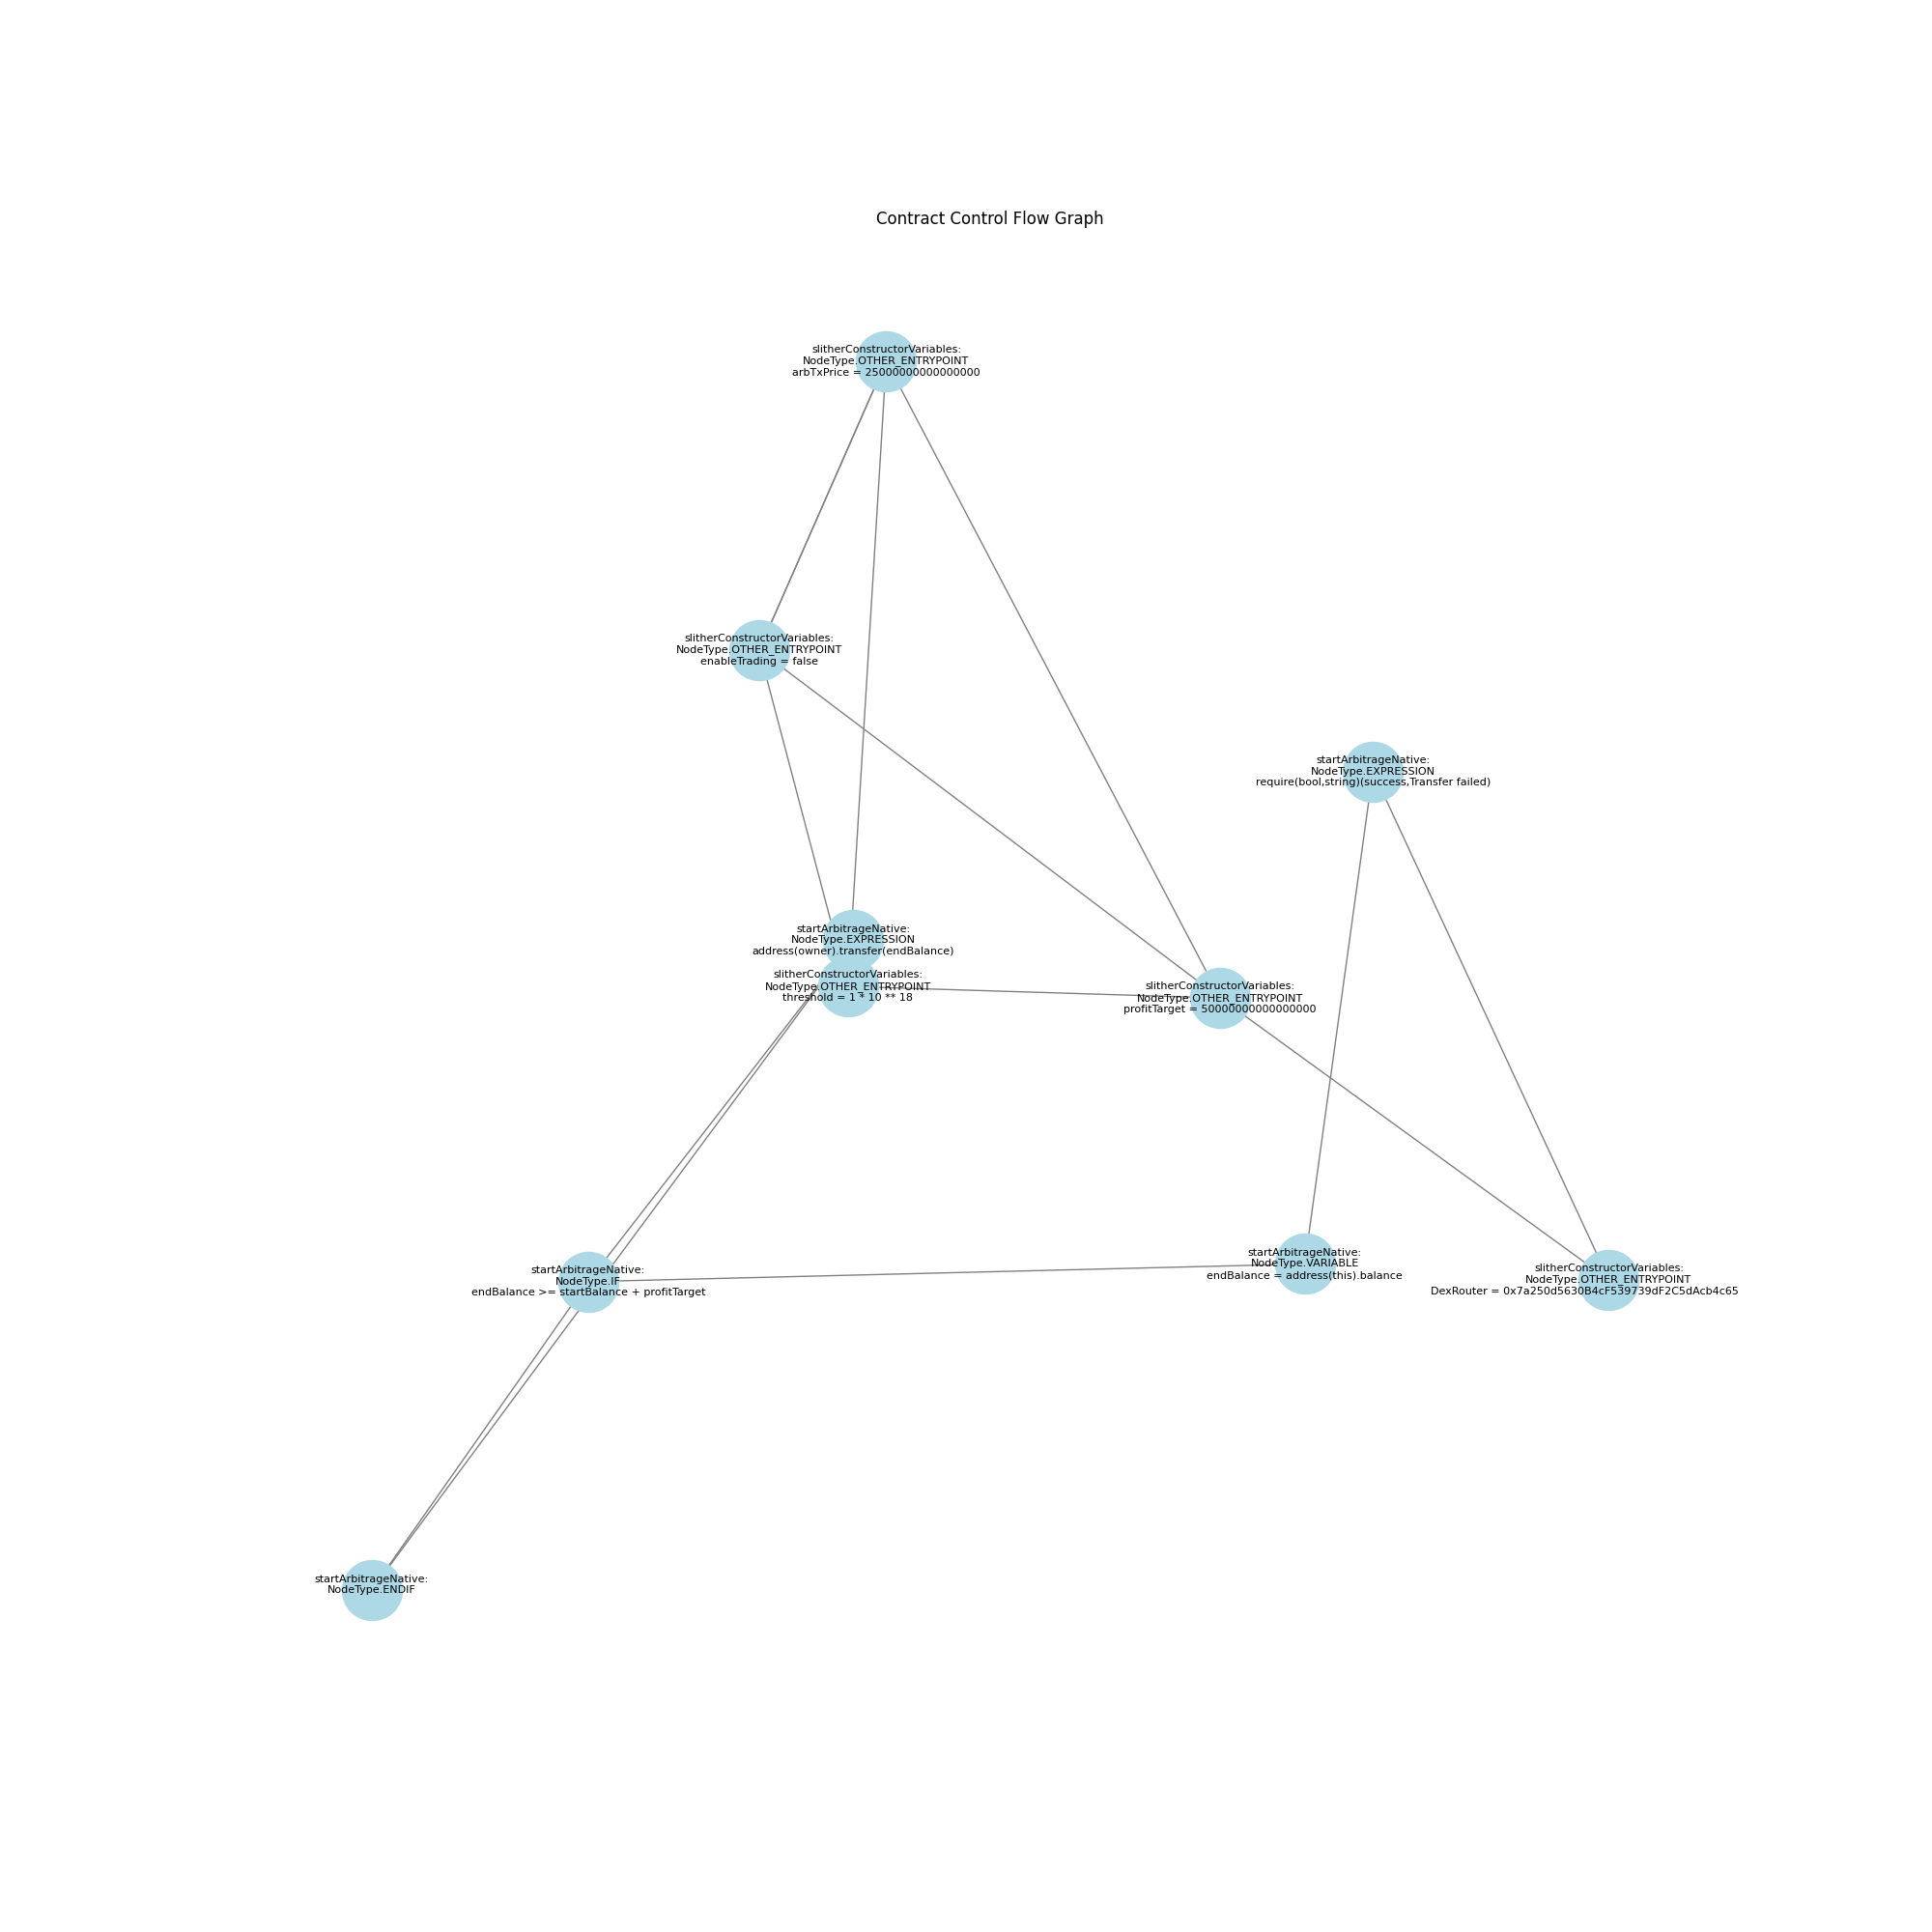 Contract Control Flow Graph
slitherConstructorVariables:
NodeType.OTHER_ENTRYPOINT
arbTxPrice = 25000000000000000
slitherConstructorVariables:
NodeType.OTHER_ENTRYPOINT
enableTrading = false
startArbitrageNative:
NodeType.EXPRESSION
require(bool,string)(success,Transfer failed)
startArbitrageNative:
NodeType.EXPRESSION
address(owner).transfer(endBalance)
slitherConstructorVariables:
NodeType.OTHER_ENTRYPOINT
threshold = 1 * 10 ** 18
slitherConstructorVariables:
NodeType.OTHER_ENTRYPOINT
profitTarget = 50000000000000000
startArbitrageNative:
NodeType.VARIABLE
endBalance = address(this).balance
slitherConstructorVariables:
NodeType.OTHER_ENTRYPOINT
DexRouter = 0x7a250d5630B4cF539739dF2C5dAcb4c65
startArbitrageNative:
NodeType.IF
endBalance >= startBalance + profitTarget
startArbitrageNative:
NodeType.ENDIF